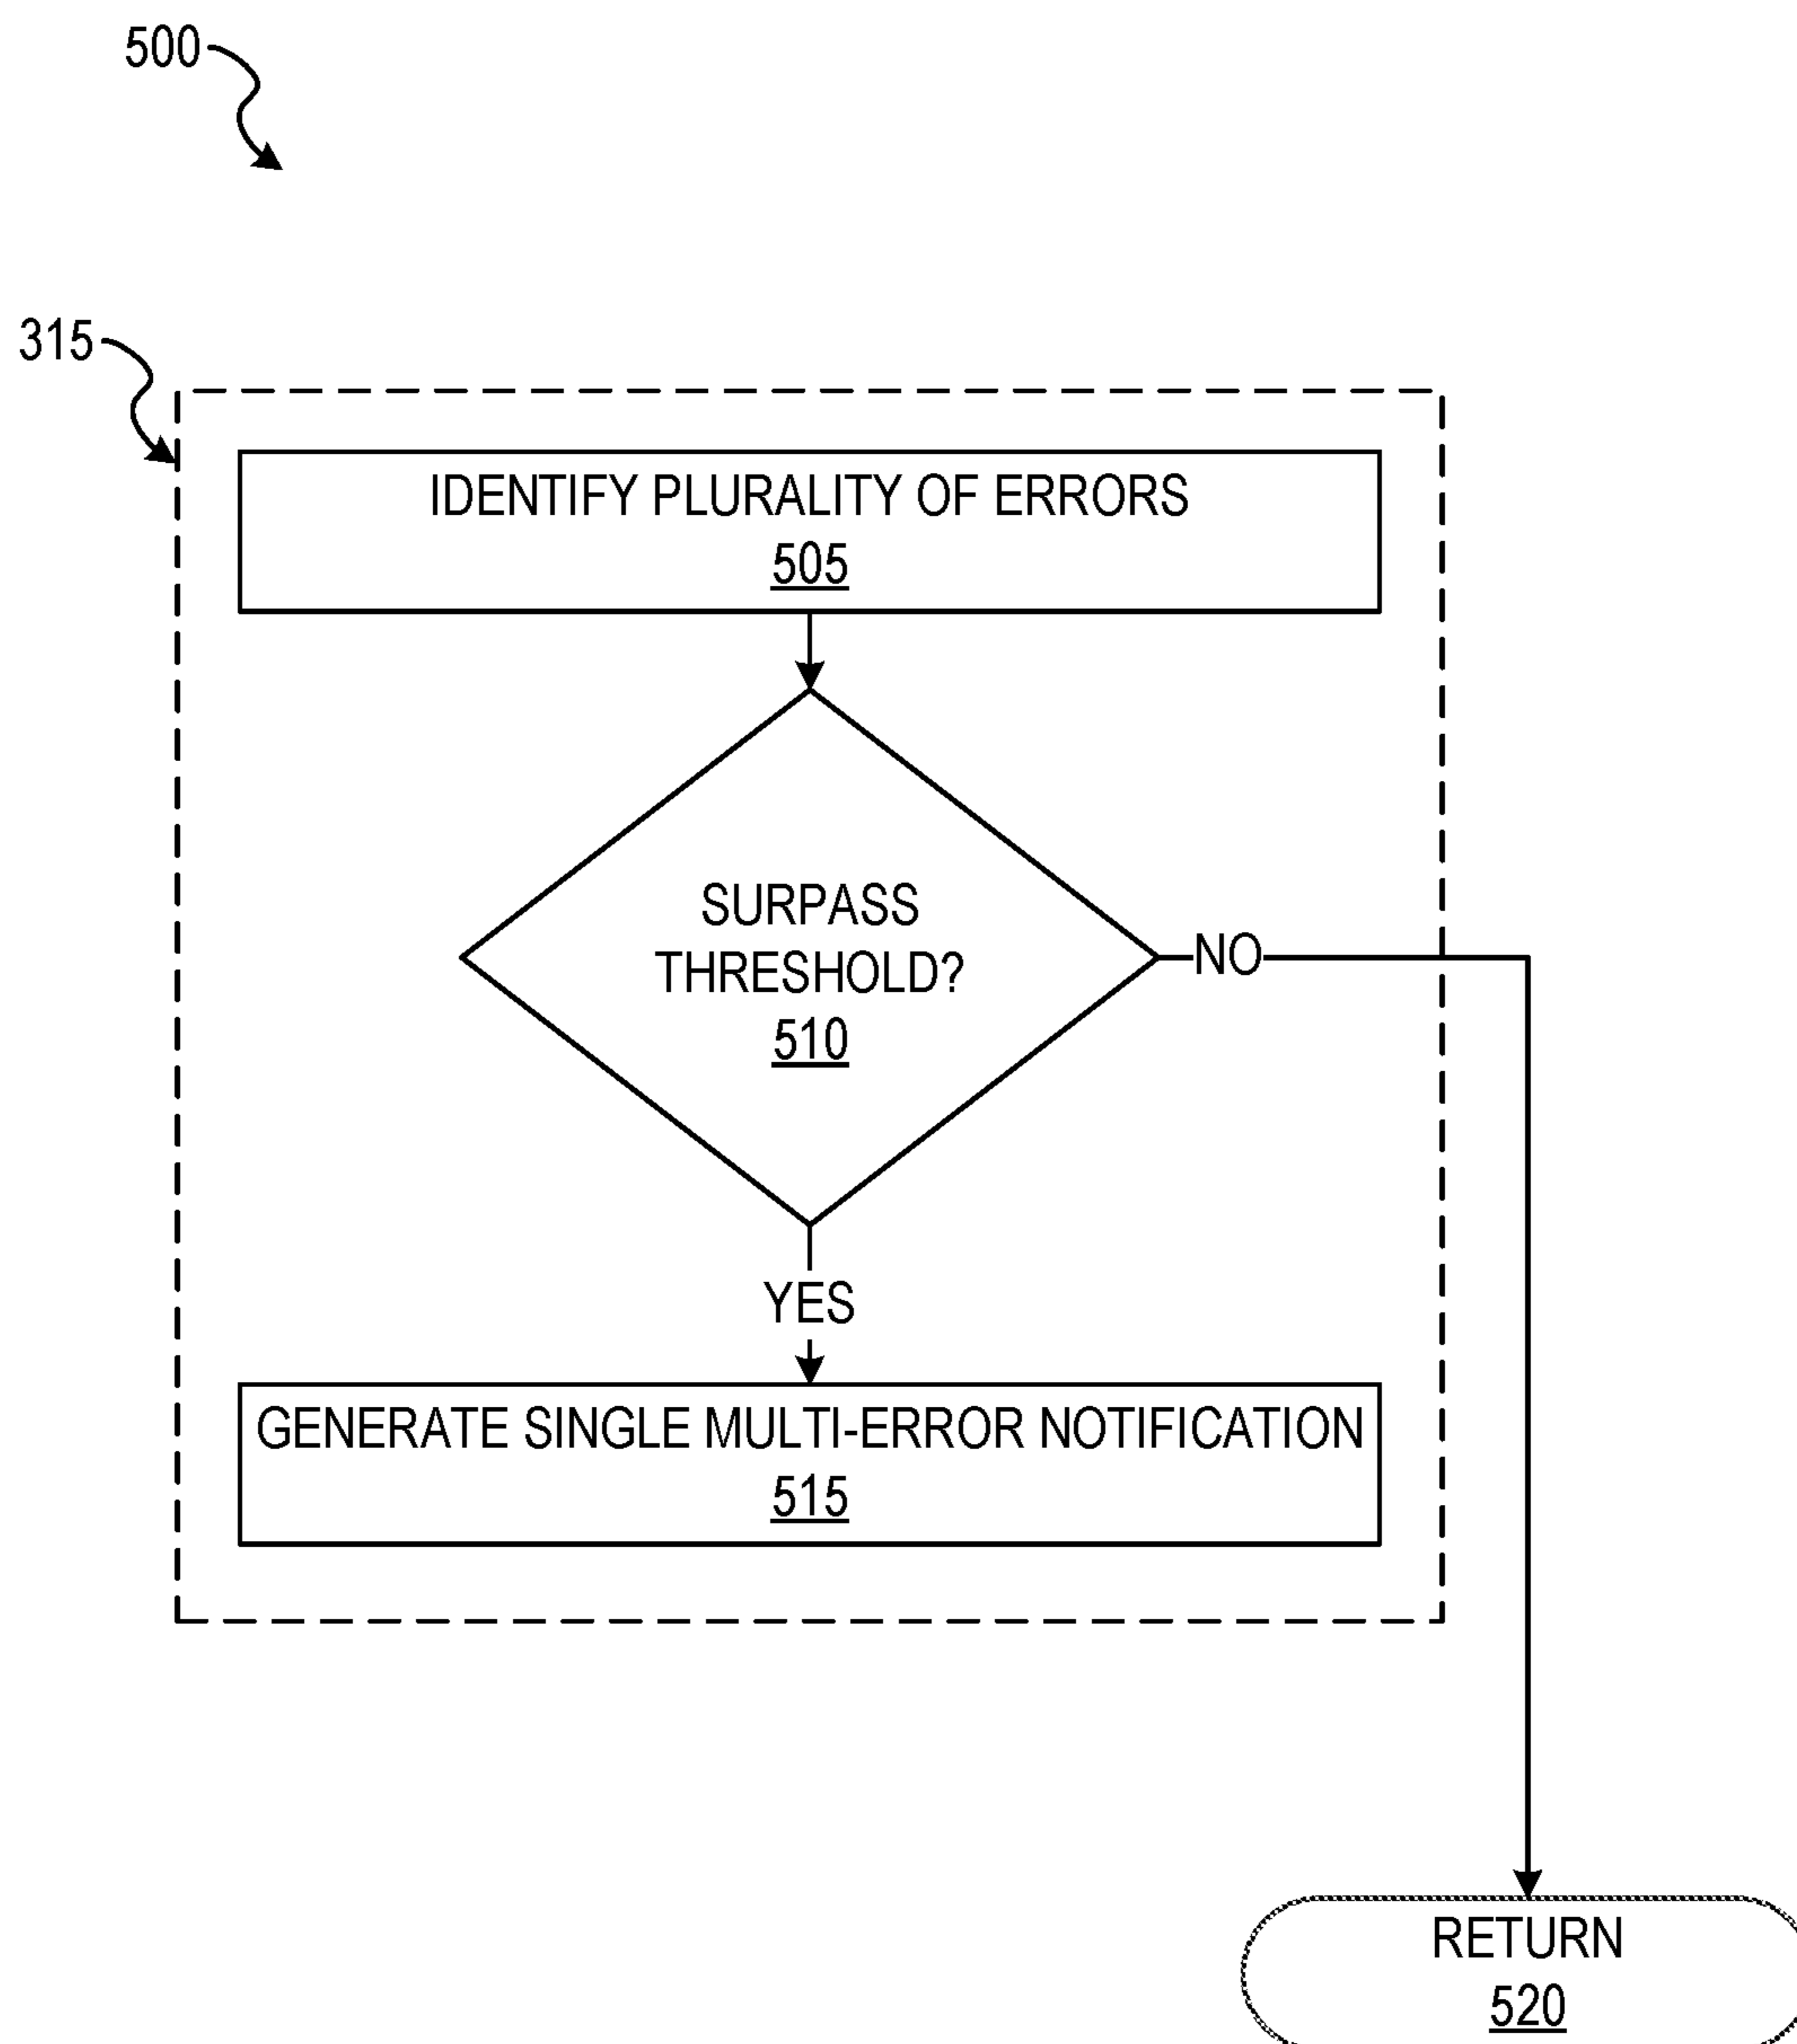 500
315
IDENTIFY PLURALITY OF ERRORS
505
SURPASS
THRESHOLD?
510
NO
YES
GENERATE SINGLE MULTI-ERROR NOTIFICATION
515
RETURN
520